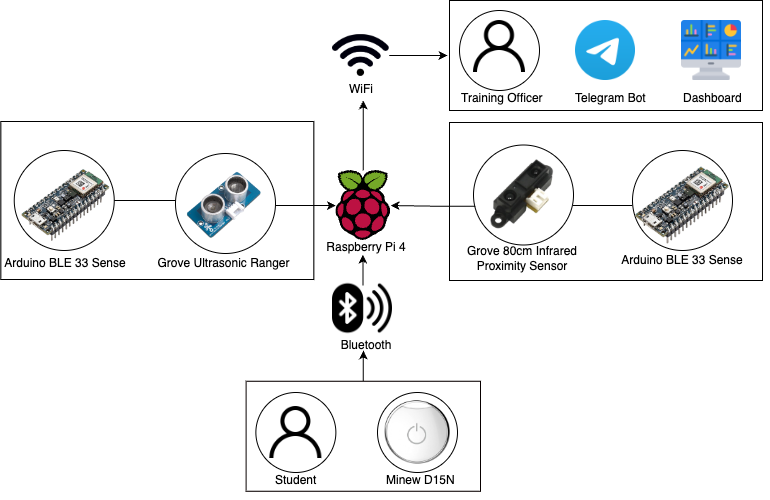 WiFi
Training Officer
Telegram Bot
Dashboard
Arduino BLE 33 Sense
Grove Ultrasonic Ranger
Raspberry Pi 4
Grove 80cm Infrared
Proximity Sensor
Arduino BLE 33 Sense
Bluetooth
Student
Minew D15N